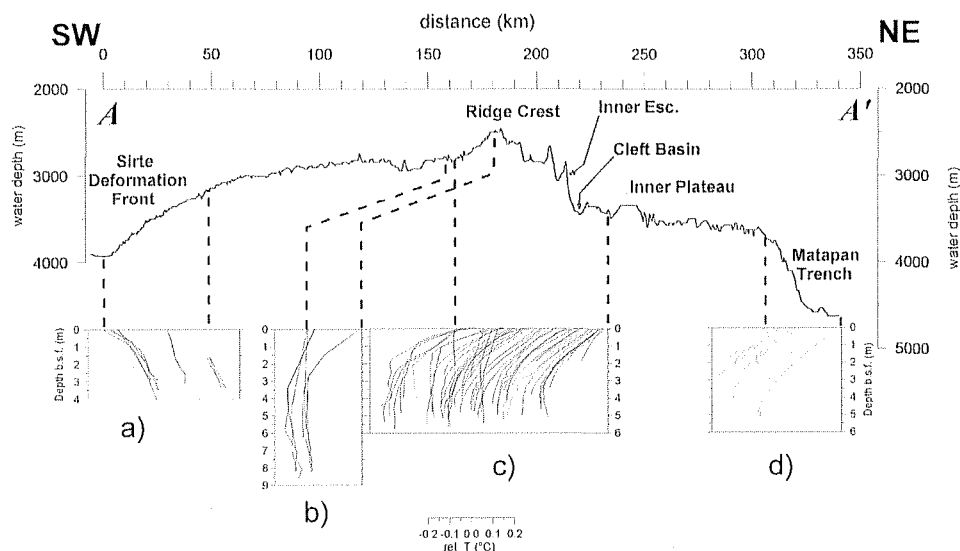 distance (km)
SW
NE
0 50 100 150 200 250 300 350
2000
3000
4000
water depth (m)
A
Sirte
Deformation
Front
Ridge Crest
Inner Esc.
Cleft Basin
Inner Plateau
Matapan
Trench
A'
2000
3000
4000
5000
water depth (m)
Depth b.s.f. (m)
0
1
2
3
4
a)
0
1
2
3
4
5
6
7
8
9
b)
0
1
2
3
4
5
6
c)
0
1
2
3
4
5
6
Depth b.s.f. (m)
d)
-0.2 -0.1 0.0 0.1 0.2
rel. T (°C)